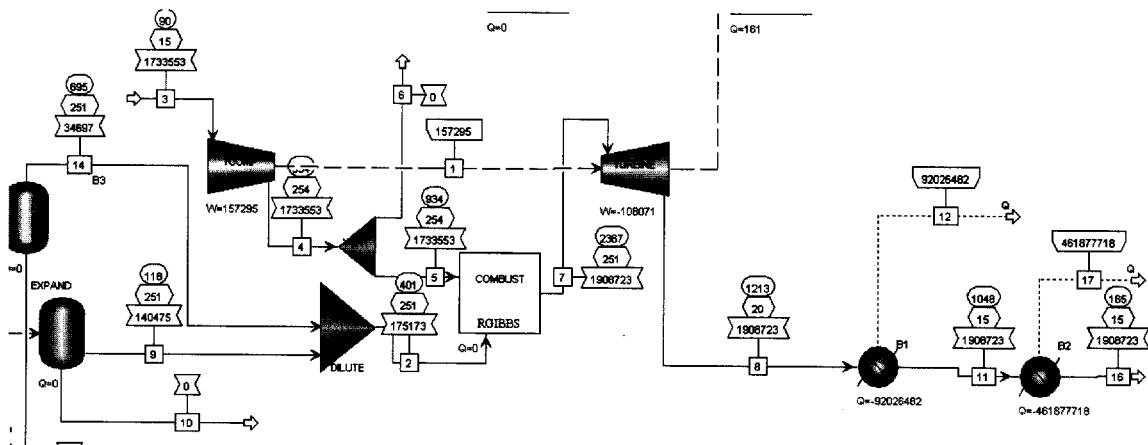 90
15
1733553
3
Q=0
Q=161
695
251
34697
14
B3
6
0
157295
1
W=157295
254
1733553
4
934
254
1733553
5
W=-108071
92026482
12
Q
461877718
17
Q
=0
EXPAND
118
251
140475
9
401
251
175173
2
COMBUST
RGIBBS
Q=0
7
2367
251
1908723
1213
20
1908723
8
1048
15
1908723
11
165
15
1908723
16
B1
B2
DILUTE
Q=0
0
10
Q=-92026482
Q=-461877718